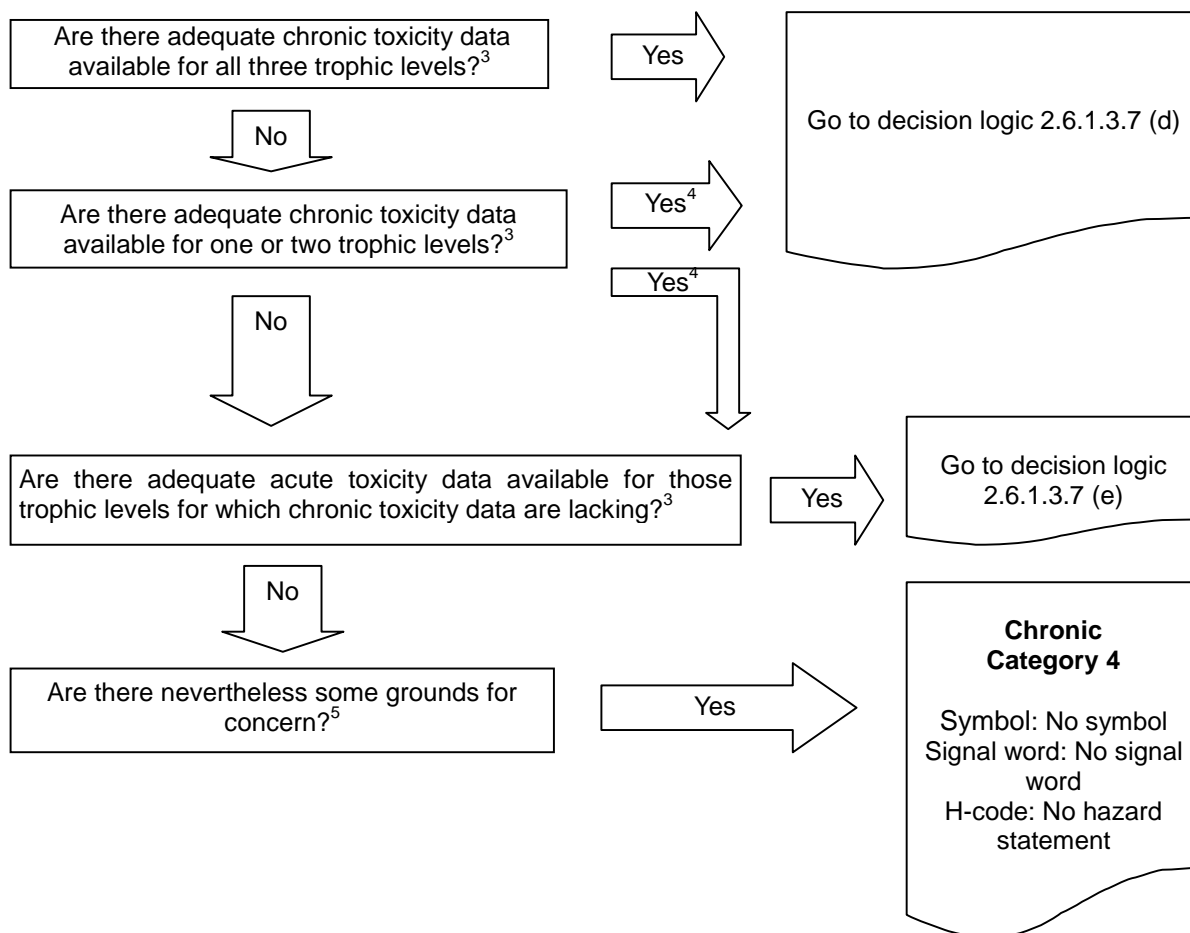 Are there adequate chronic toxicity data
available for all three trophic levels?³
Yes
Go to decision logic 2.6.1.3.7 (d)
No
Are there adequate chronic toxicity data
available for one or two trophic levels?³
Yes⁴
Yes⁴
No
Are there adequate acute toxicity data available for those
trophic levels for which chronic toxicity data are lacking?³
Yes
Go to decision logic
2.6.1.3.7 (e)
No
Are there nevertheless some grounds for
concern?⁵
Yes
Chronic
Category 4
Symbol: No symbol
Signal word: No signal
word
H-code: No hazard
statement